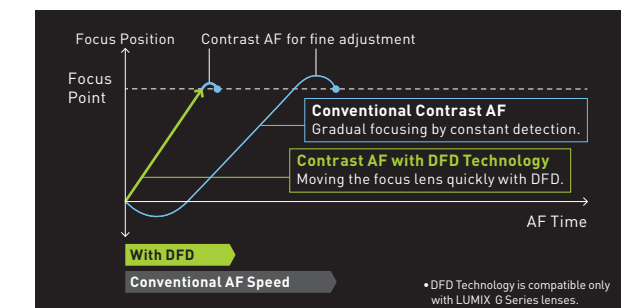 Focus Position
Contrast AF for fine adjustment
Focus
Point
Conventional Contrast AF
Gradual focusing by constant detection.
Contrast AF with DFD Technology
Moving the focus lens quickly with DFD.
AF Time
With DFD
Conventional AF Speed
• DFD Technology is compatible only
with LUMIX G Series lenses.